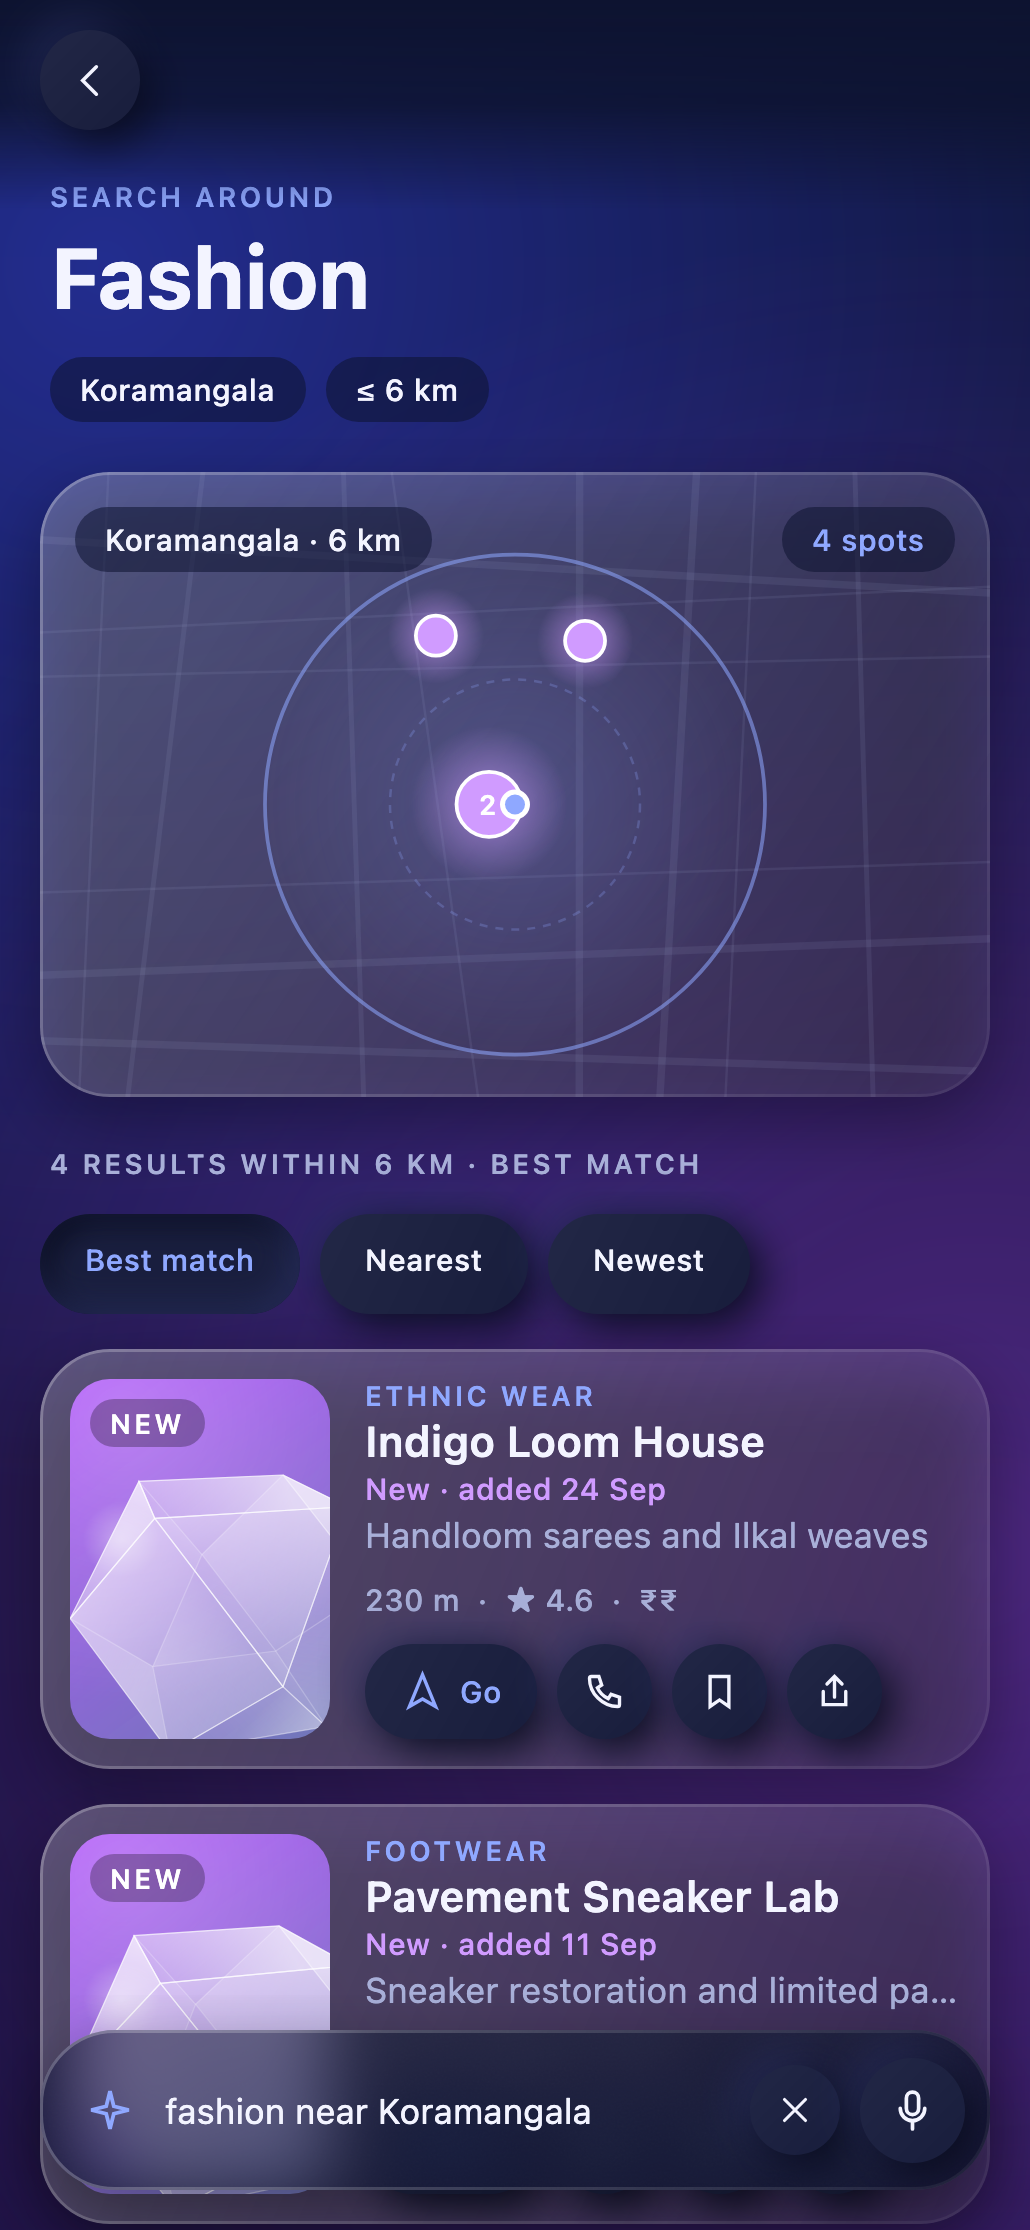 SEARCH AROUND
Fashion
Koramangala
≤ 6 km
Koramangala · 6 km
4 spots
2
4 RESULTS WITHIN 6 KM · BEST MATCH
Best match
Nearest
Newest
NEW
ETHNIC WEAR
Indigo Loom House
New · added 24 Sep
Handloom sarees and Ilkal weaves
230 m · ★ 4.6 · ₹₹
Go
NEW
FOOTWEAR
Pavement Sneaker Lab
New · added 11 Sep
Sneaker restoration and limited pa...
fashion near Koramangala